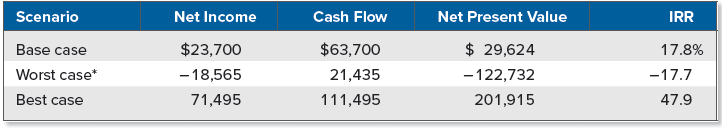 Scenario Net Income Cash Flow Net Present Value IRR
Base case $23,700 $63,700 $ 29,624 17.8%
Worst case* –18,565 21,435 –122,732 –17.7
Best case 71,495 111,495 201,915 47.9